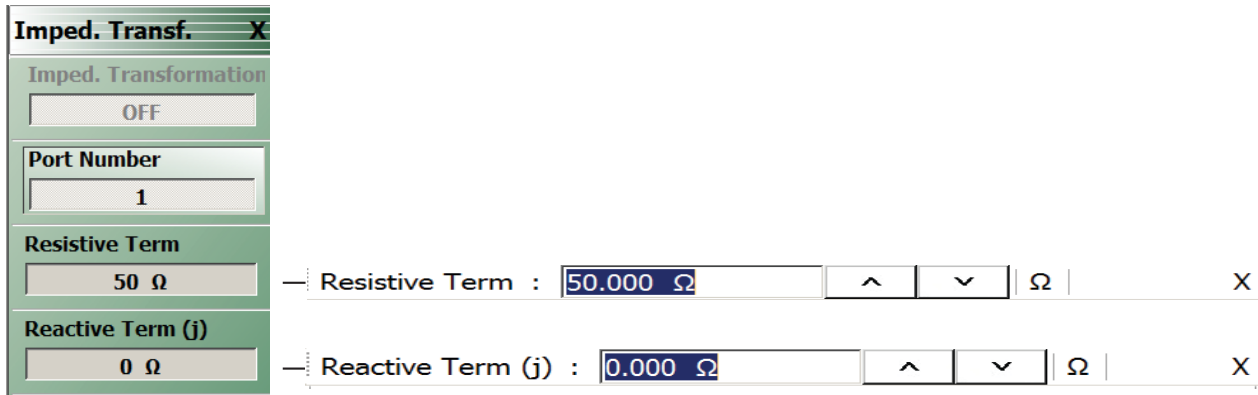 Imped. Transf. X
Imped. Transformation
OFF
Port Number
1
Resistive Term
50 Ω
Resistive Term : 50.000 Ω Ω X
Reactive Term (j)
0 Ω
Reactive Term (j) : 0.000 Ω Ω X